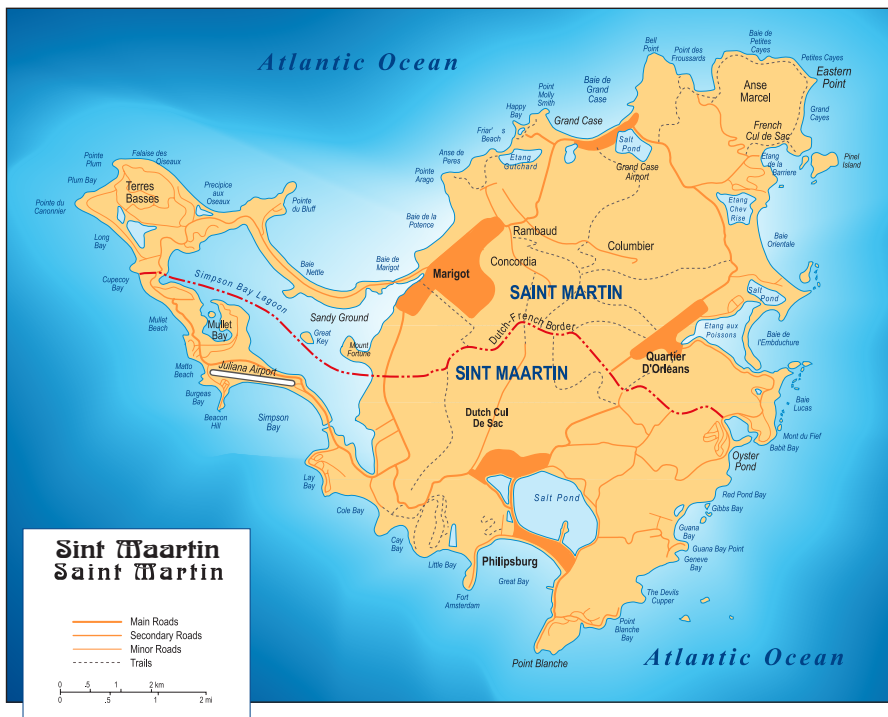 Atlantic Ocean
Bell
Point
Point des
Froussards
Baie de
Petites
Cayes
Petites Cayes
Eastern
Point
Anse
Marcel
Grand
Cayes
French
Cul de Sac
Pinel
Island
Etang
de la
Barriere
Etang
Chev
Rise
Baie
Orientale
Point
Molly
Smith
Baie de
Grand
Case
Happy
Bay
Grand Case
Salt
Pond
Friar' s
Beach
Anse de
Peres
Etang
Guichard
Grand Case
Airport
Pointe
Arago
Baie de la
Potence
Rambaud
Columbier
Concordia
Baie de
Marigot
Marigot
SAINT MARTIN
Falaise des
Oiseaux
Pointe
Plum
Plum Bay
Terres
Basses
Precipice
aux
Oseaux
Pointe
du Bluff
Pointe du
Canonnier
Long
Bay
Baie
Nettle
Cupecoy
Bay
Simpson Bay Lagoon
Sandy Ground
Great
Key
Mount
Fortune
Dutch-French Border
Salt
Pond
Etang aux
Poissons
Baie de
l'Embduchure
Quartier
D'Orléans
Baie
Lucas
Mont du Fief
Babit Bay
Mullet
Beach
Mullet
Bay
Matto
Beach
Juliana Airport
Burgeas
Bay
Beacon
Hill
Simpson
Bay
SINT MAARTIN
Dutch Cul
De Sac
Oyster
Pond
Lay
Bay
Cole Bay
Salt Pond
Red Pond Bay
Gibbs Bay
Guana
Bay
Guana Bay Point
Geneve
Bay
Cay
Bay
Little Bay
Philipsburg
Great Bay
Fort
Amsterdam
The Devils
Cupper
Point
Blanche
Bay
Point Blanche
Atlantic Ocean
Sint Maartin
Saint Martin
Main Roads
Secondary Roads
Minor Roads
Trails
0 .5 1 2 km
0 .5 1 2 mi